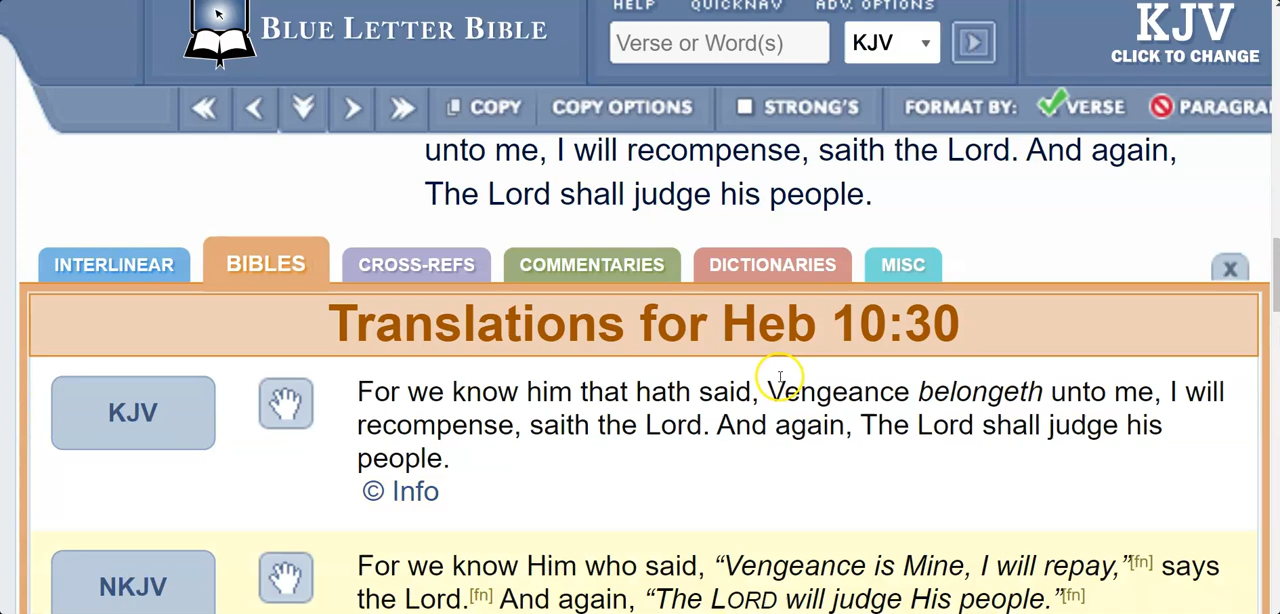 HELP QUICKNAV ADV. OPTIONS
BLUE LETTER BIBLE
Verse or Word(s)
KJV
KJV
CLICK TO CHANGE
COPY
COPY OPTIONS
STRONG'S
FORMAT BY:
VERSE
PARAGRA
unto me, I will recompense, saith the Lord. And again,
The Lord shall judge his people.
INTERLINEAR
BIBLES
CROSS-REFS
COMMENTARIES
DICTIONARIES
MISC
X
Translations for Heb 10:30
KJV
For we know him that hath said, Vengeance belongeth unto me, I will
recompense, saith the Lord. And again, The Lord shall judge his
people.
© Info
NKJV
For we know Him who said, “Vengeance is Mine, I will repay,”[fn] says
the Lord.[fn] And again, “The LORD will judge His people.”[fn]